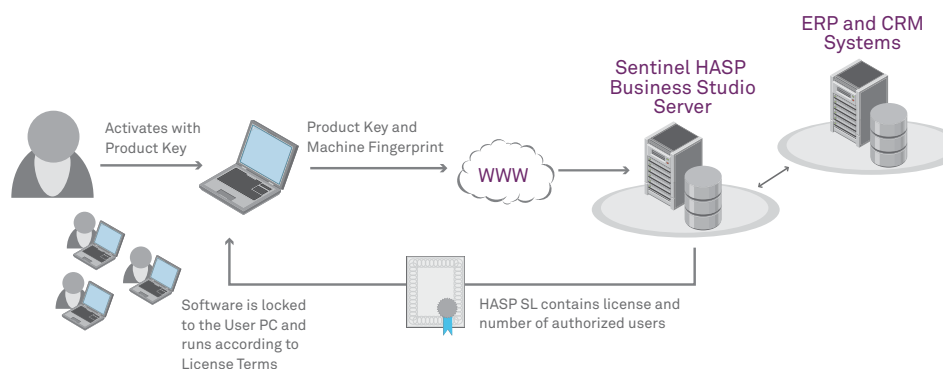 ERP and CRM
Systems
Sentinel HASP
Business Studio
Server
Activates with
Product Key
Product Key and
Machine Fingerprint
WWW
Software is locked
to the User PC and
runs according to
License Terms
HASP SL contains license and
number of authorized users